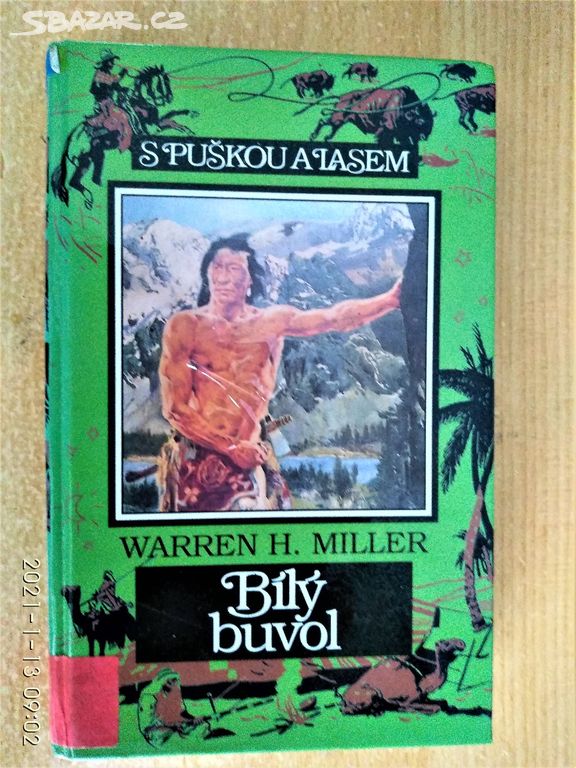 SBAZAR.CZ
S PUŠKOU A LASEM
WARREN H. MILLER
Bílý
buvol
2021-1-13 09:02